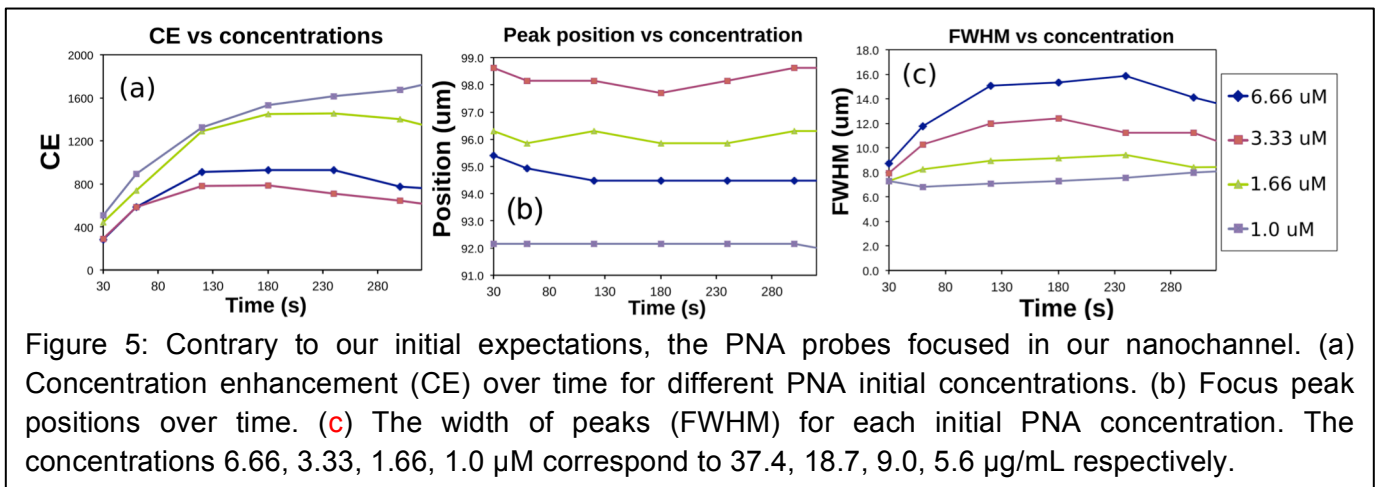 CE vs concentrations
(a)
CE
2000
1600
1200
800
400
0
30 80 130 180 230 280
Time (s)
Peak position vs concentration
(b)
Position (um)
99.0
98.0
97.0
96.0
95.0
94.0
93.0
92.0
91.0
30 80 130 180 230 280
Time (s)
FWHM vs concentration
(c)
FWHM (um)
18.0
16.0
14.0
12.0
10.0
8.0
6.0
4.0
2.0
0.0
30 80 130 180 230 280
Time (s)
6.66 uM
3.33 uM
1.66 uM
1.0 uM
Figure 5: Contrary to our initial expectations, the PNA probes focused in our nanochannel. (a)
Concentration enhancement (CE) over time for different PNA initial concentrations. (b) Focus peak
positions over time. (c) The width of peaks (FWHM) for each initial PNA concentration. The
concentrations 6.66, 3.33, 1.66, 1.0 µM correspond to 37.4, 18.7, 9.0, 5.6 µg/mL respectively.